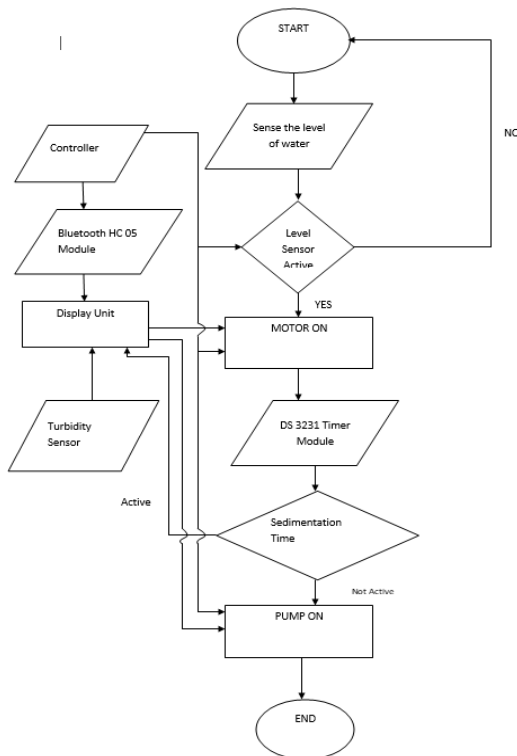 START
Sense the level
of water
NO
Controller
Bluetooth HC 05
Module
Level
Sensor
Active
YES
Display Unit
MOTOR ON
Turbidity
Sensor
DS 3231 Timer
Module
Active
Sedimentation
Time
Not Active
PUMP ON
END